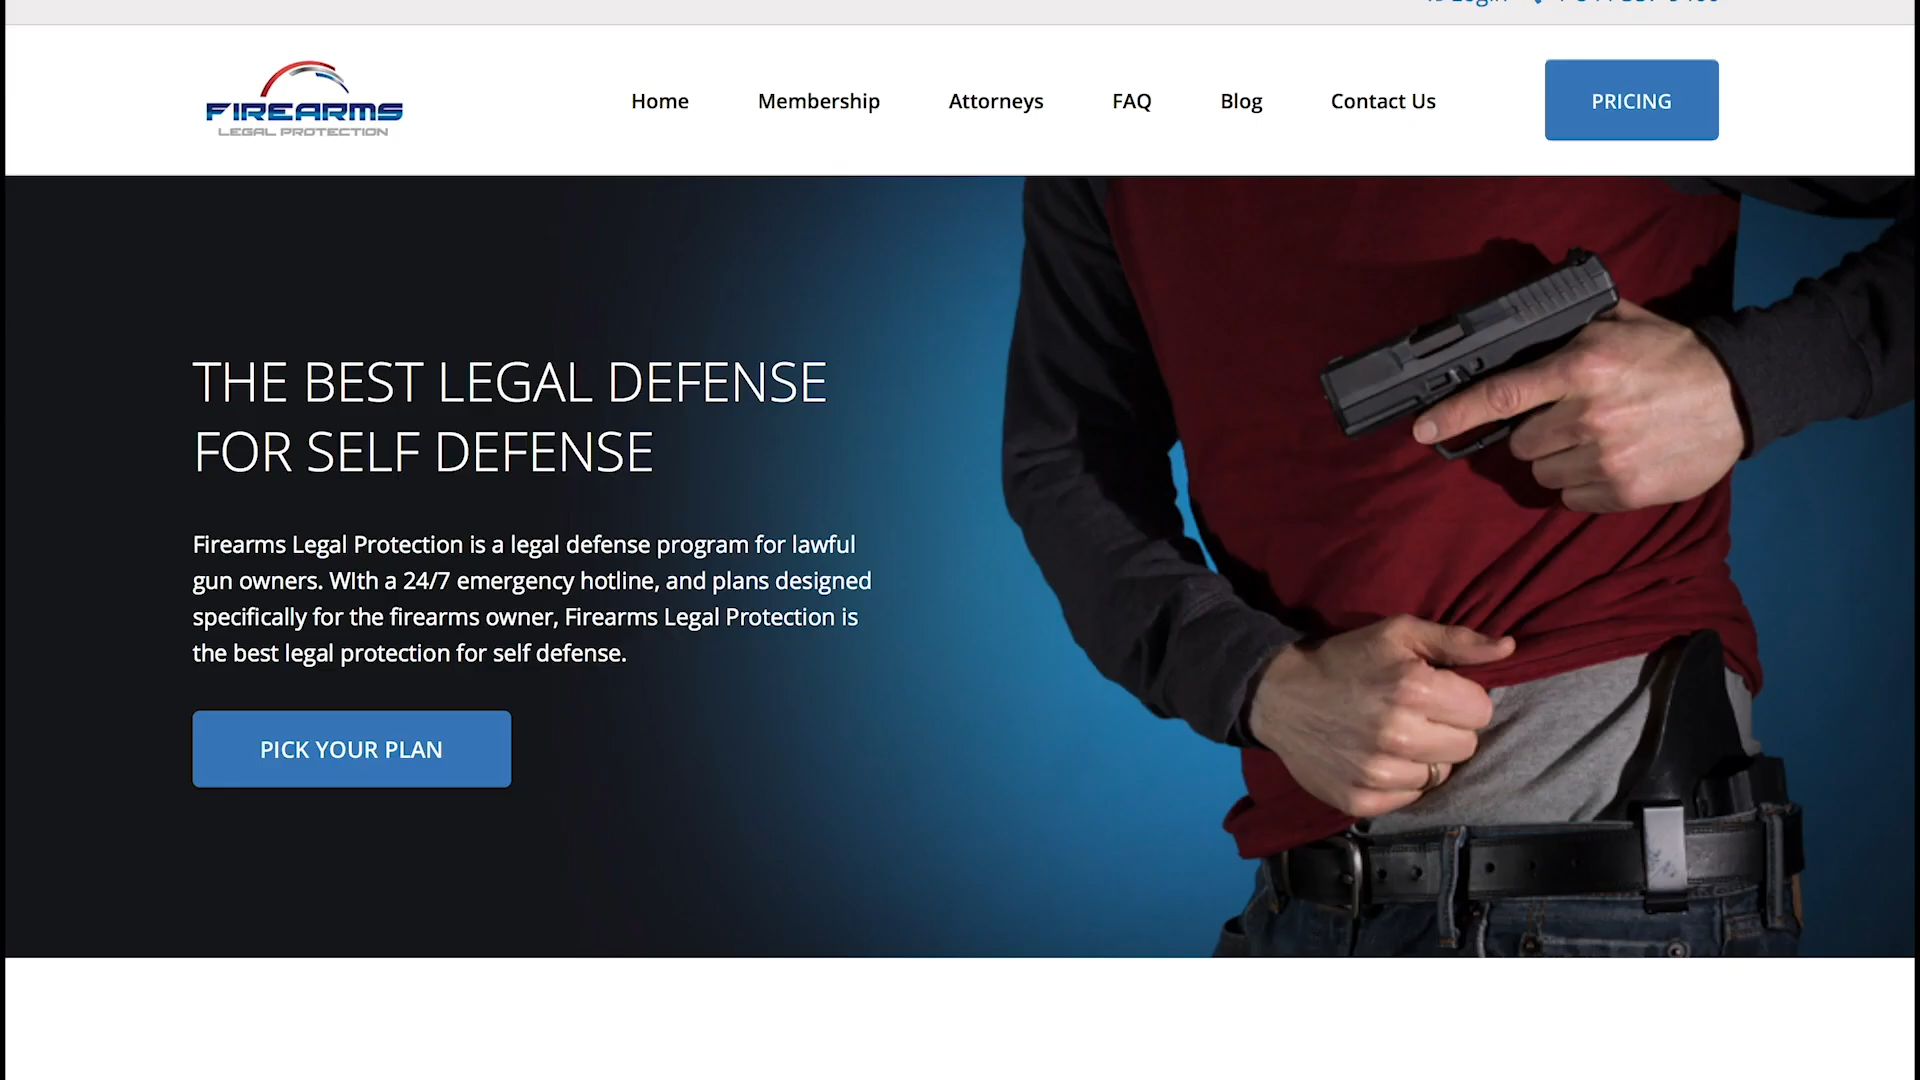 Login
FIREARMS
LEGAL PROTECTION
Home
Membership
Attorneys
FAQ
Blog
Contact Us
PRICING
THE BEST LEGAL DEFENSE
FOR SELF DEFENSE
Firearms Legal Protection is a legal defense program for lawful
gun owners. WIth a 24/7 emergency hotline, and plans designed
specifically for the firearms owner, Firearms Legal Protection is
the best legal protection for self defense.
PICK YOUR PLAN